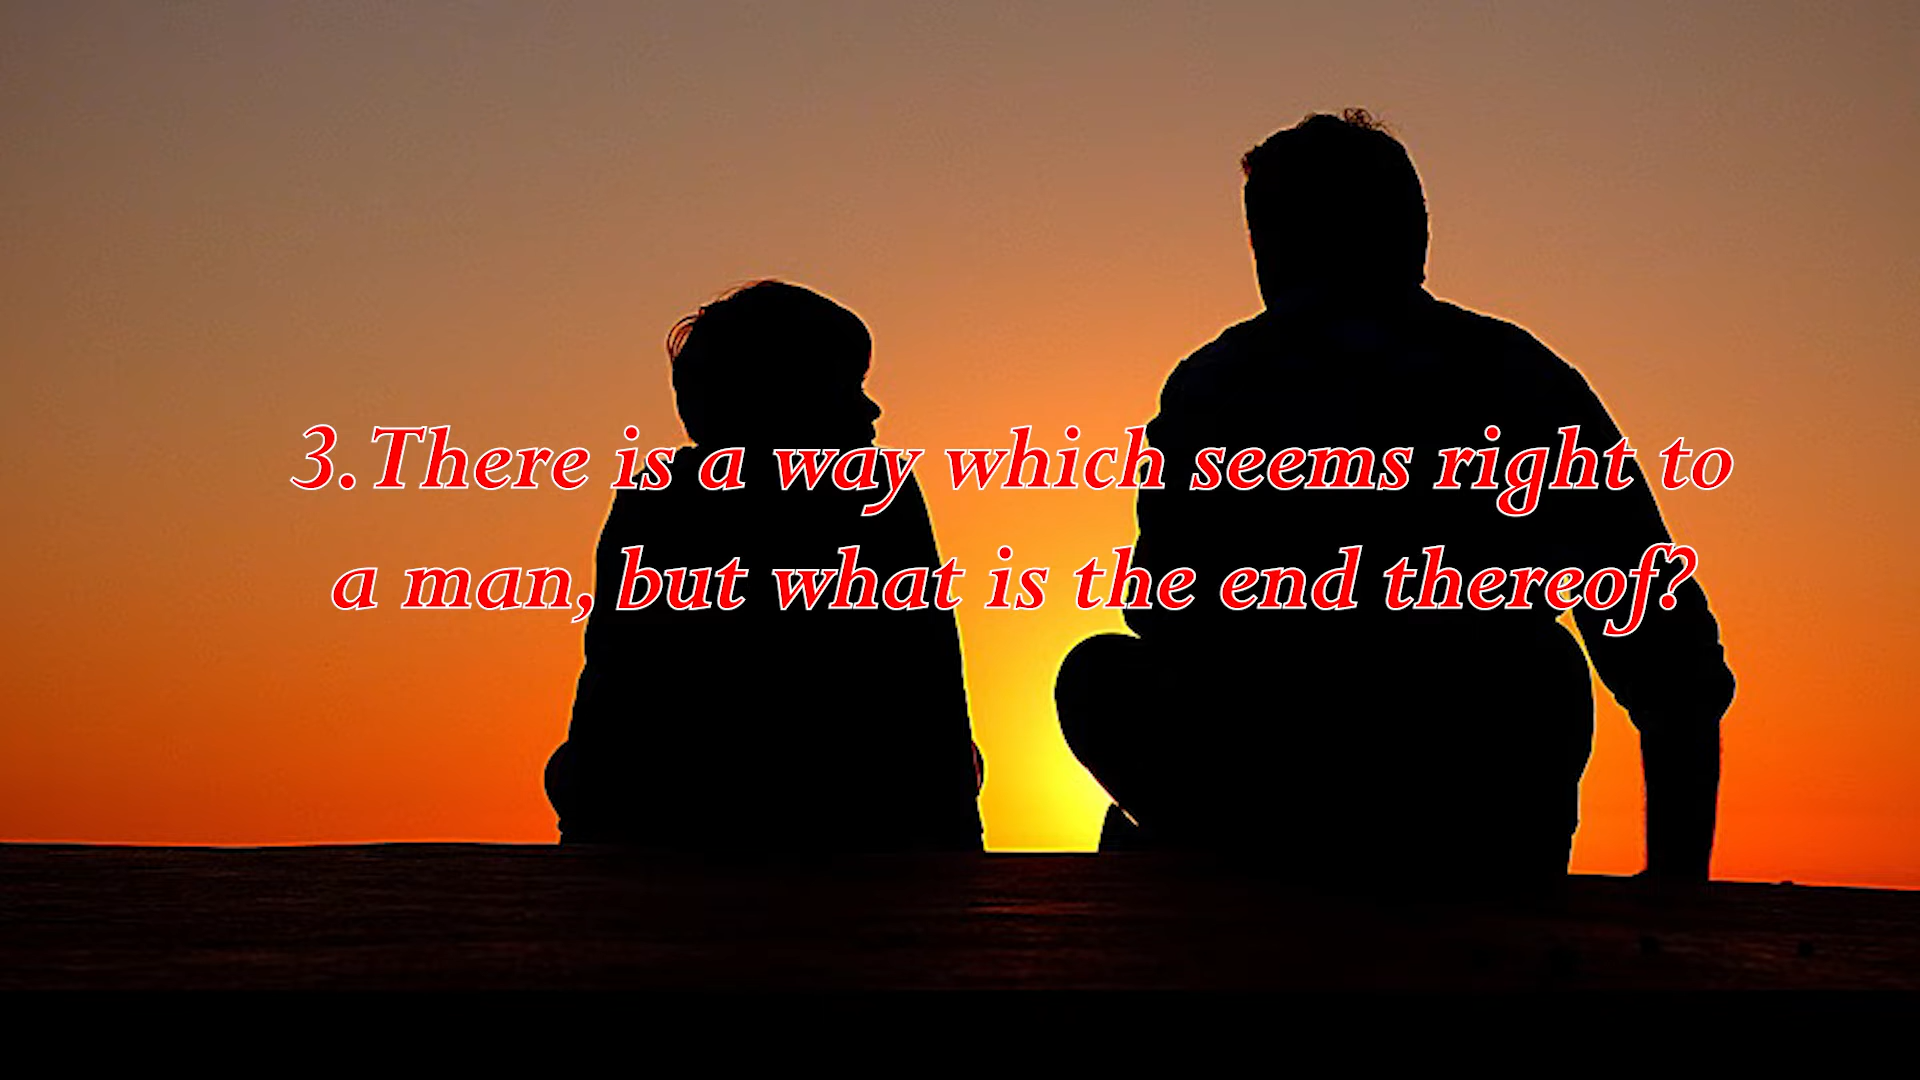 3.There is a way which seems right to
a man, but what is the end thereof?